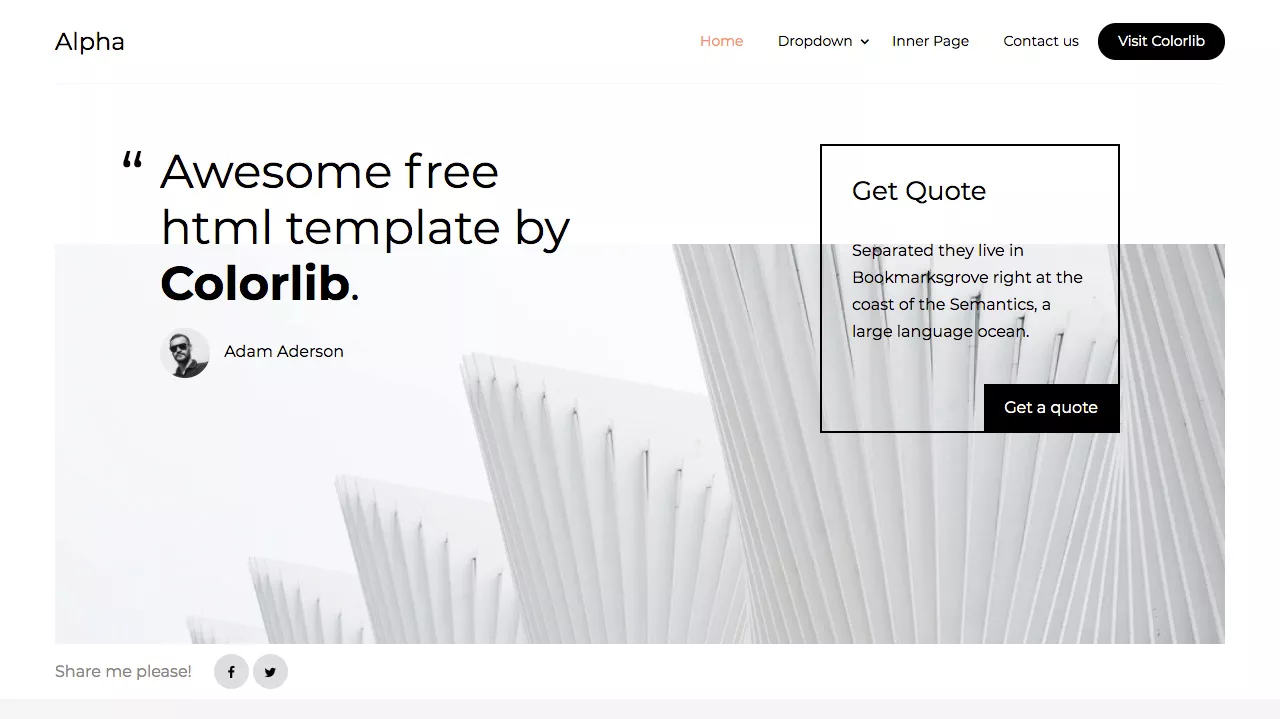 Alpha
Home
Dropdown
Inner Page
Contact us
Visit Colorlib
“ Awesome free
html template by
Colorlib.
Adam Aderson
Get Quote
Separated they live in
Bookmarksgrove right at the
coast of the Semantics, a
large language ocean.
Get a quote
Share me please!